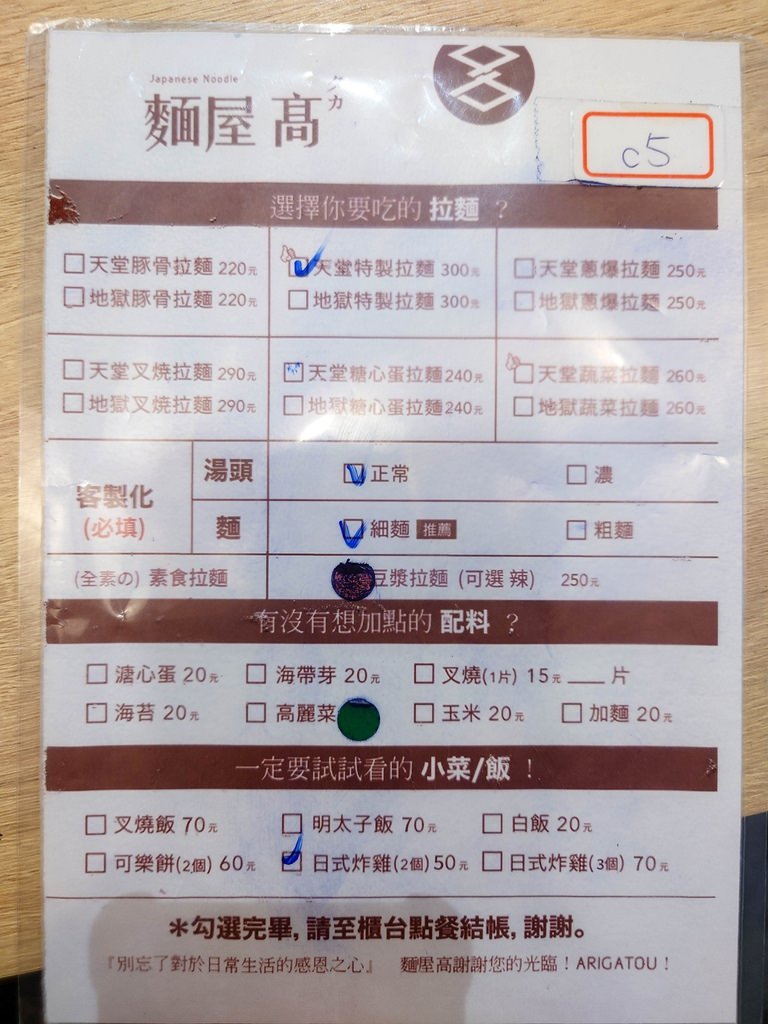 Japanese Noodle
麵屋 髙
タカ
c5
選擇你要吃的 拉麵 ?
□天堂豚骨拉麵 220元
□地獄豚骨拉麵 220元
天堂特製拉麵 300元
□地獄特製拉麵 300元
□天堂蔥爆拉麵 250元
□地獄蔥爆拉麵 250元
□天堂叉燒拉麵 290元
□地獄叉燒拉麵 290元
□天堂糖心蛋拉麵 240元
□地獄糖心蛋拉麵 240元
□天堂蔬菜拉麵 260元
□地獄蔬菜拉麵 260元
客製化
(必填)
湯頭
正常
□濃
麵
細麵 推薦
□粗麵
(全素の) 素食拉麵
豆漿拉麵 (可選 辣) 250元
有沒有想加點的 配料 ?
□溏心蛋 20元 □海帶芽 20元 □叉燒(1片) 15元 ___ 片
□海苔 20元 □高麗菜 □玉米 20元 □加麵 20元
一定要試試看的 小菜/飯 !
□叉燒飯 70元 □明太子飯 70元 □白飯 20元
□可樂餅(2個) 60元 日式炸雞(2個) 50元 □日式炸雞(3個) 70元
＊勾選完畢, 請至櫃台點餐結帳, 謝謝。
『別忘了對於日常生活的感恩之心』 麵屋高謝謝您的光臨！ARIGATOU！